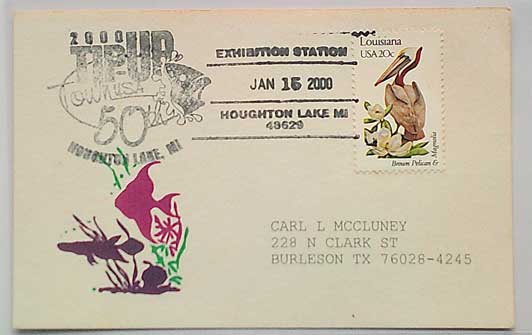 2000
TIP-UP
TOWN USA
50th
HOUGHTON LAKE, MI
EXHIBITION STATION
JAN 15 2000
HOUGHTON LAKE MI
48629
Louisiana
USA 20c
Brown Pelican &
Magnolia
CARL L MCCLUNEY
228 N CLARK ST
BURLESON TX 76028-4245